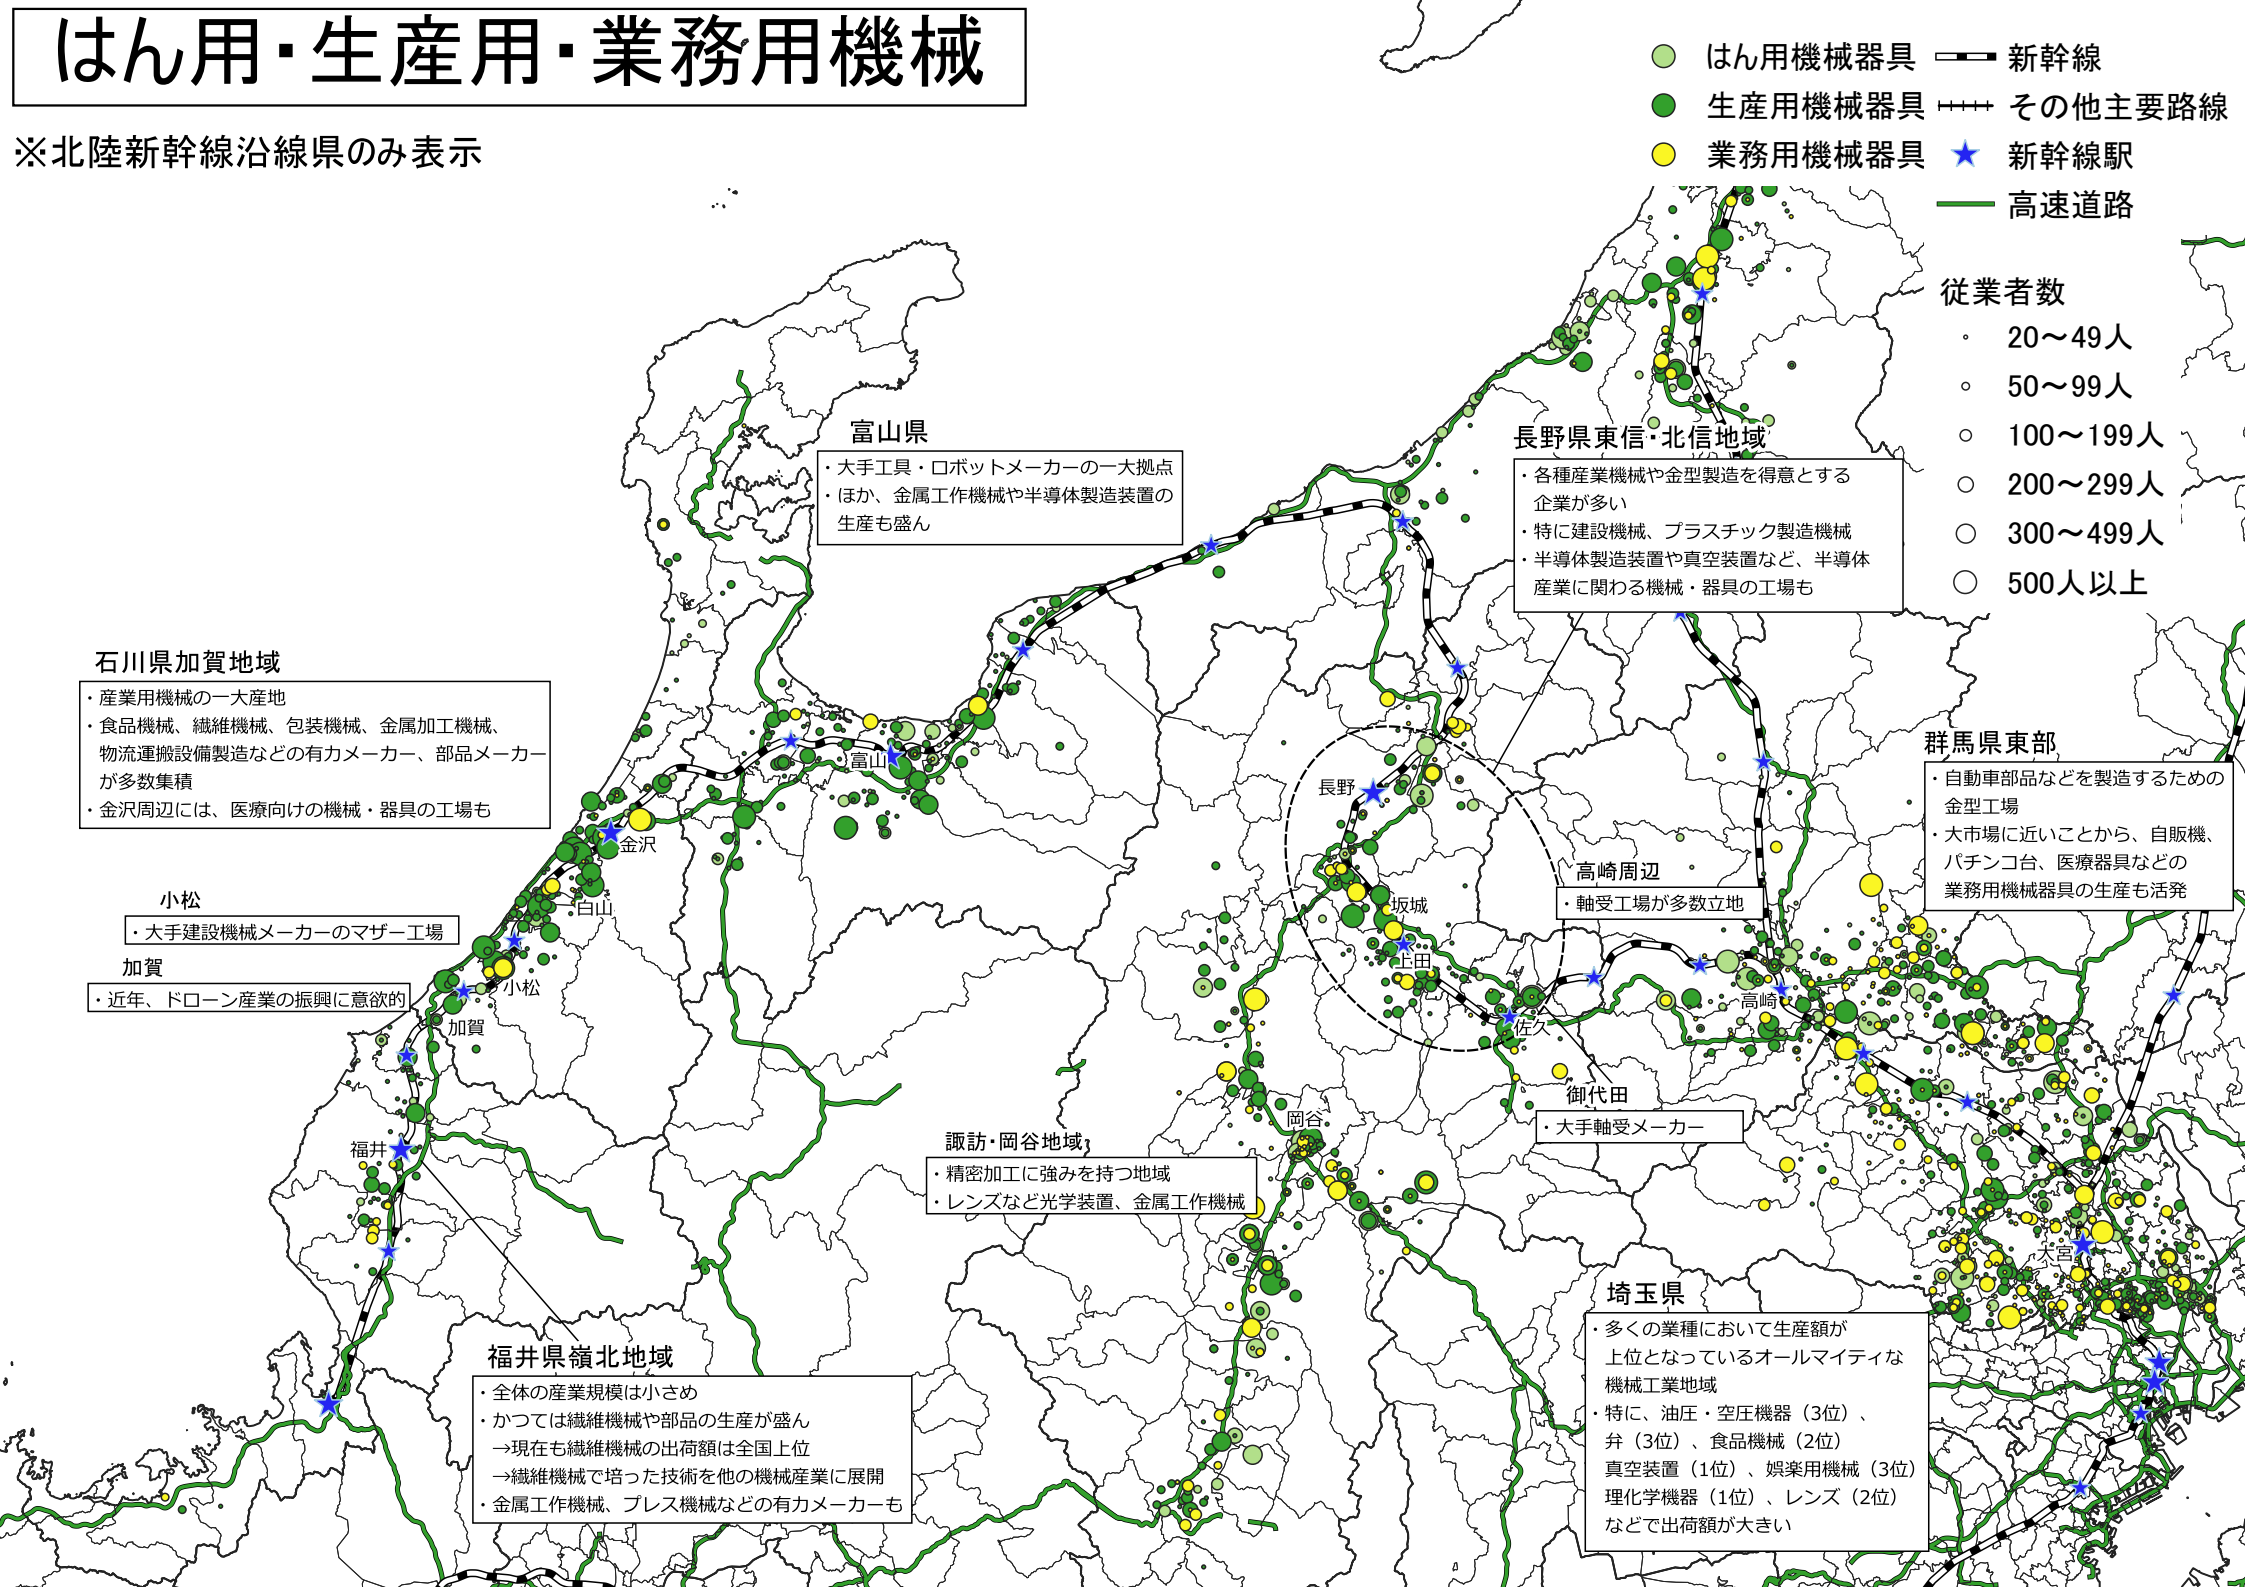 はん用・生産用・業務用機械
※北陸新幹線沿線県のみ表示
はん用機械器具
生産用機械器具
業務用機械器具
新幹線
その他主要路線
新幹線駅
高速道路
従業者数
20～49人
50～99人
100～199人
200～299人
300～499人
500人以上
富山県
・大手工具・ロボットメーカーの一大拠点
・ほか、金属工作機械や半導体製造装置の
生産も盛ん
長野県東信・北信地域
・各種産業機械や金型製造を得意とする
企業が多い
・特に建設機械、プラスチック製造機械
・半導体製造装置や真空装置など、半導体
産業に関わる機械・器具の工場も
石川県加賀地域
・産業用機械の一大産地
・食品機械、繊維機械、包装機械、金属加工機械、
物流運搬設備製造などの有力メーカー、部品メーカー
が多数集積
・金沢周辺には、医療向けの機械・器具の工場も
群馬県東部
・自動車部品などを製造するための
金型工場
・大市場に近いことから、自販機、
パチンコ台、医療器具などの
業務用機械器具の生産も活発
富山
長野
金沢
高崎周辺
・軸受工場が多数立地
小松
・大手建設機械メーカーのマザー工場
白山
坂城
加賀
・近年、ドローン産業の振興に意欲的
上田
小松
高崎
加賀
佐久
御代田
・大手軸受メーカー
岡谷
福井
諏訪・岡谷地域
・精密加工に強みを持つ地域
・レンズなど光学装置、金属工作機械
大宮
埼玉県
・多くの業種において生産額が
上位となっているオールマイティな
機械工業地域
・特に、油圧・空圧機器（3位）、
弁（3位）、食品機械（2位）
真空装置（1位）、娯楽用機械（3位）
理化学機器（1位）、レンズ（2位）
などで出荷額が大きい
福井県嶺北地域
・全体の産業規模は小さめ
・かつては繊維機械や部品の生産が盛ん
→現在も繊維機械の出荷額は全国上位
→繊維機械で培った技術を他の機械産業に展開
・金属工作機械、プレス機械などの有力メーカーも